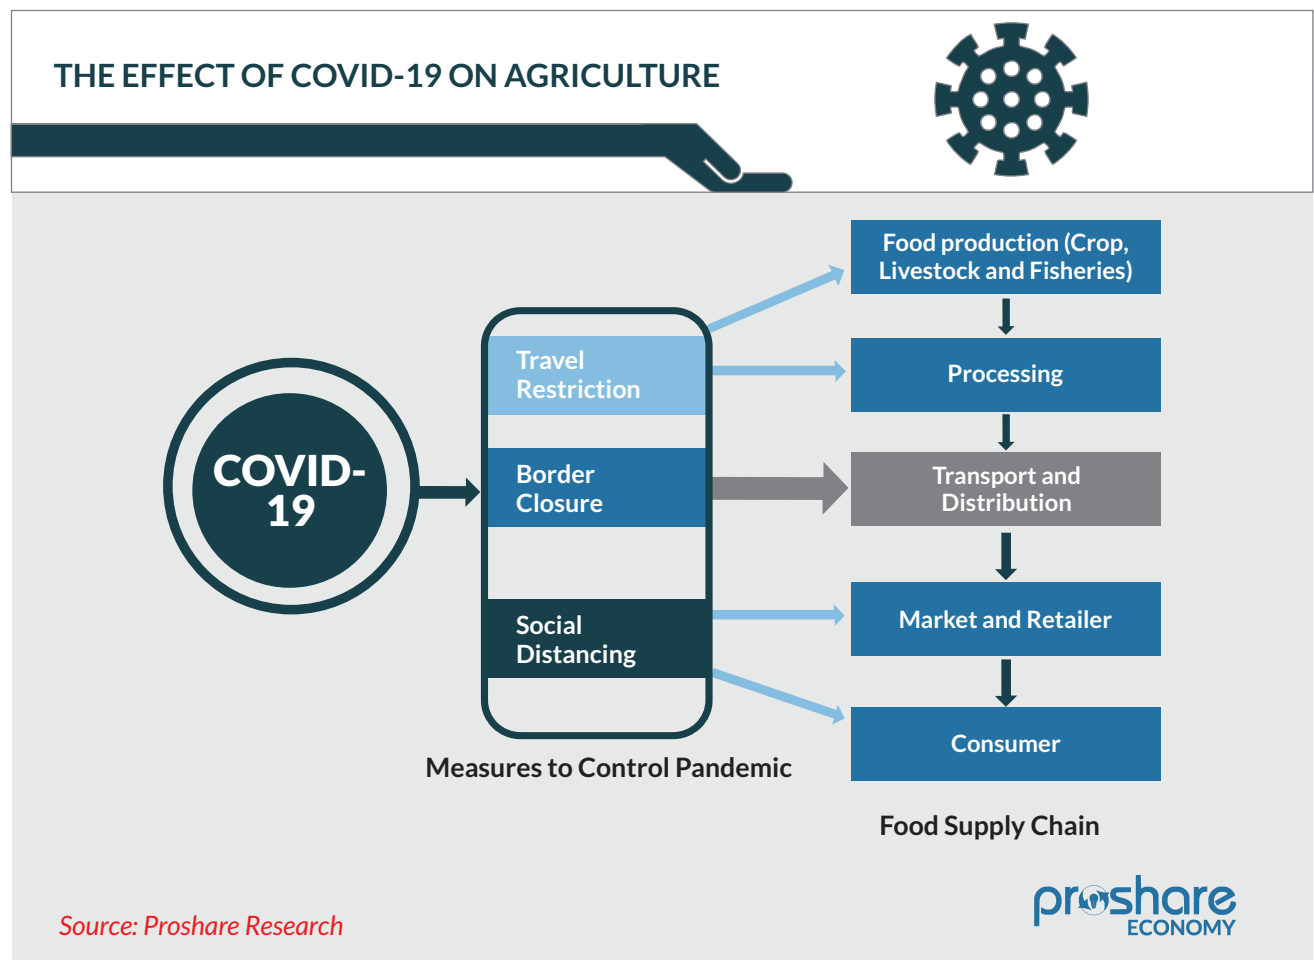 THE EFFECT OF COVID-19 ON AGRICULTURE
Food production (Crop,
Livestock and Fisheries)
Travel
Restriction
Processing
COVID-
19
Border
Closure
Transport and
Distribution
Social
Distancing
Market and Retailer
Consumer
Measures to Control Pandemic
Food Supply Chain
Source: Proshare Research
proshare
ECONOMY